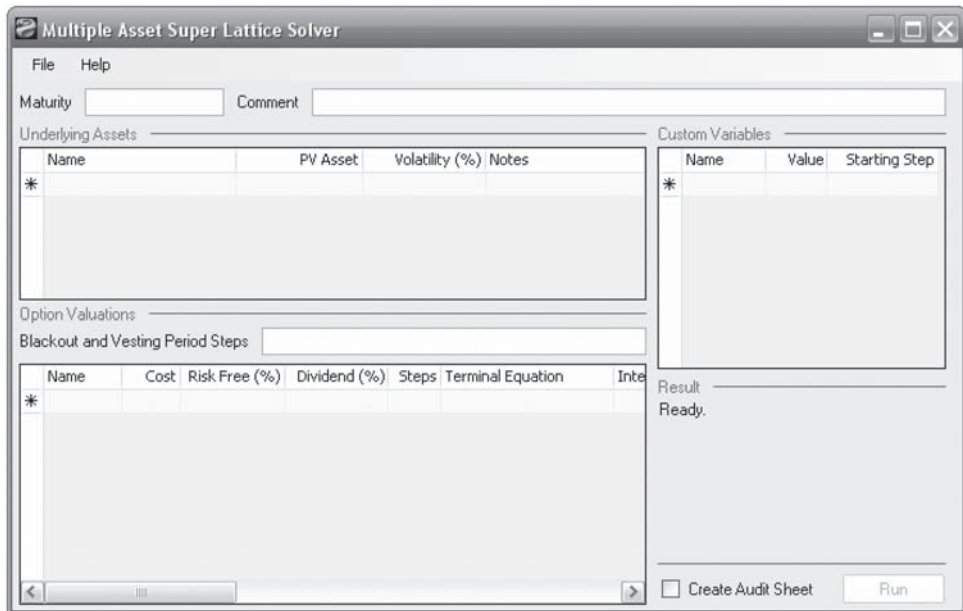 Multiple Asset Super Lattice Solver
File Help
Maturity Comment
Underlying Assets
Name PV Asset Volatility (%) Notes
*
Custom Variables
Name Value Starting Step
*
Option Valuations
Blackout and Vesting Period Steps
Name Cost Risk Free (%) Dividend (%) Steps Terminal Equation Inte
*
Result
Ready.
Create Audit Sheet Run